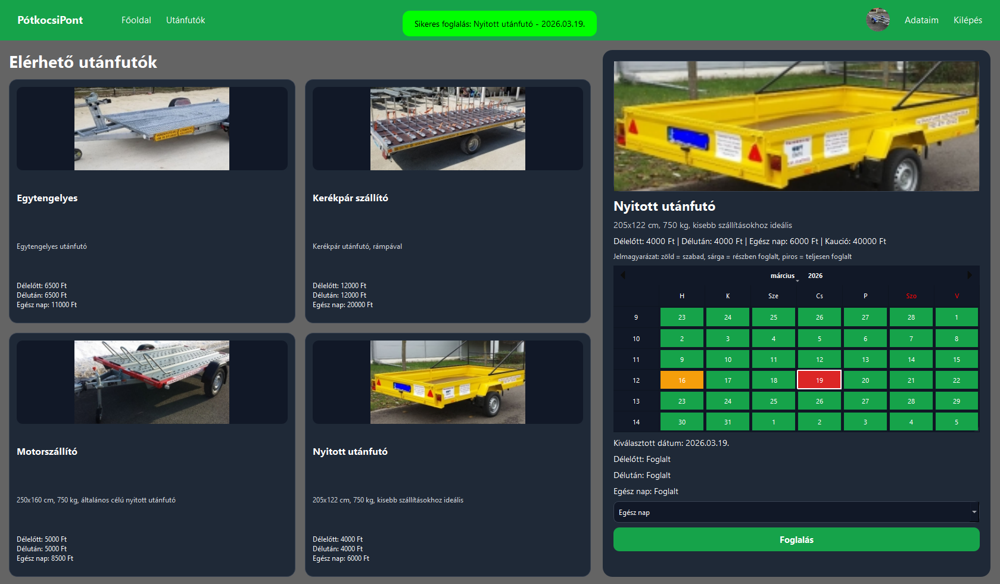 PótkocsiPont
Főoldal
Utánfutók
Sikeres foglalás: Nyitott utánfutó - 2026.03.19.
Adataim
Kilépés
Elérhető utánfutók
Egytengelyes
Egytengelyes utánfutó
Délelőtt: 6500 Ft
Délután: 6500 Ft
Egész nap: 11000 Ft
Kerékpár szállító
Kerékpár utánfutó, rámpával
Délelőtt: 12000 Ft
Délután: 12000 Ft
Egész nap: 20000 Ft
Motorszállító
250x160 cm, 750 kg, általános célú nyitott utánfutó
Délelőtt: 5000 Ft
Délután: 5000 Ft
Egész nap: 8500 Ft
Nyitott utánfutó
205x122 cm, 750 kg, kisebb szállításokhoz ideális
Délelőtt: 4000 Ft
Délután: 4000 Ft
Egész nap: 6000 Ft
Nyitott utánfutó
205x122 cm, 750 kg, kisebb szállításokhoz ideális
Délelőtt: 4000 Ft | Délután: 4000 Ft | Egész nap: 6000 Ft | Kaució: 40000 Ft
Jelmagyarázat: zöld = szabad, sárga = részben foglalt, piros = teljesen foglalt
március 2026
H K Sze Cs P Szo V
9 23 24 25 26 27 28 1
10 2 3 4 5 6 7 8
11 9 10 11 12 13 14 15
12 16 17 18 19 20 21 22
13 23 24 25 26 27 28 29
14 30 31 1 2 3 4 5
Kiválasztott dátum: 2026.03.19.
Délelőtt: Foglalt
Délután: Foglalt
Egész nap: Foglalt
Egész nap
Foglalás